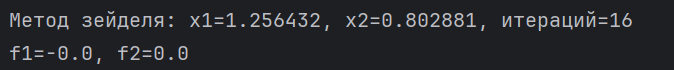 Метод зейделя: x1=1.256432, x2=0.802881, итераций=16
f1=-0.0, f2=0.0